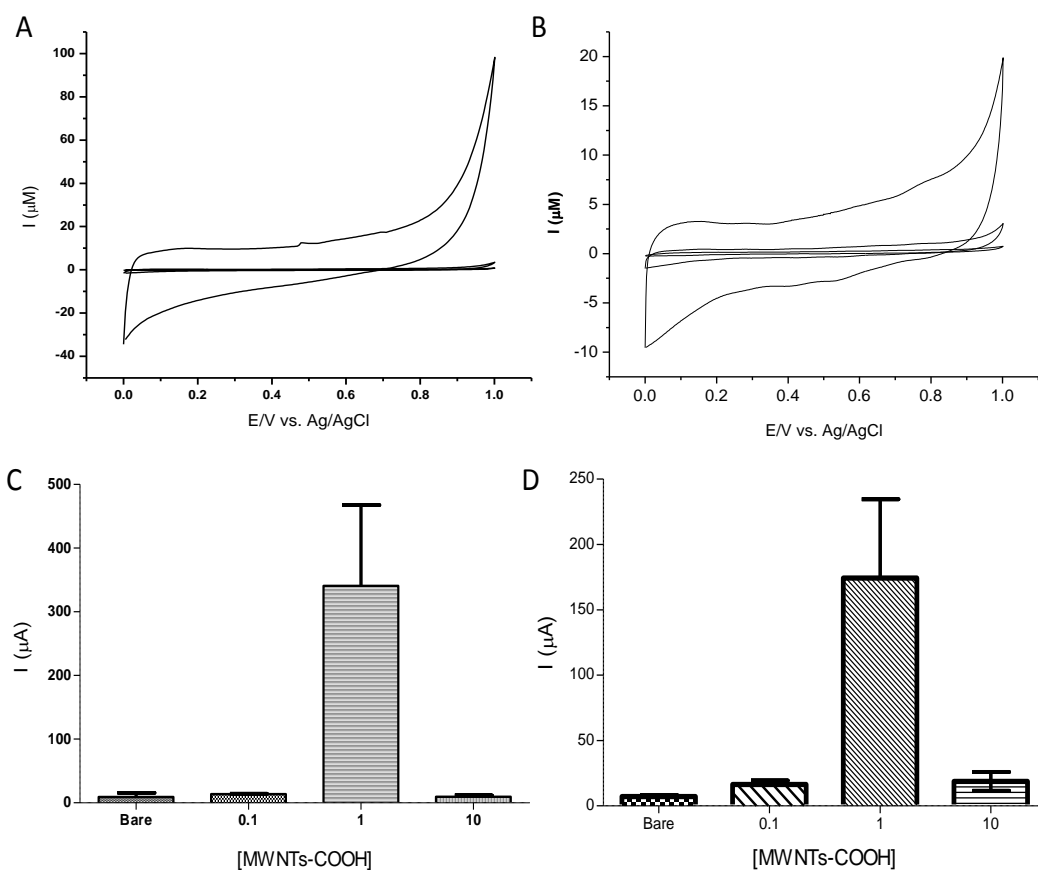 A
I (μM)
100
80
60
40
20
0
-20
-40
0.0 0.2 0.4 0.6 0.8 1.0
E/V vs. Ag/AgCl
B
I (μM)
20
15
10
5
0
-5
-10
0.0 0.2 0.4 0.6 0.8 1.0
E/V vs. Ag/AgCl
C
I (μA)
500
400
300
200
100
0
Bare 0.1 1 10
[MWNTs-COOH]
D
I (μA)
250
200
150
100
50
0
Bare 0.1 1 10
[MWNTs-COOH]